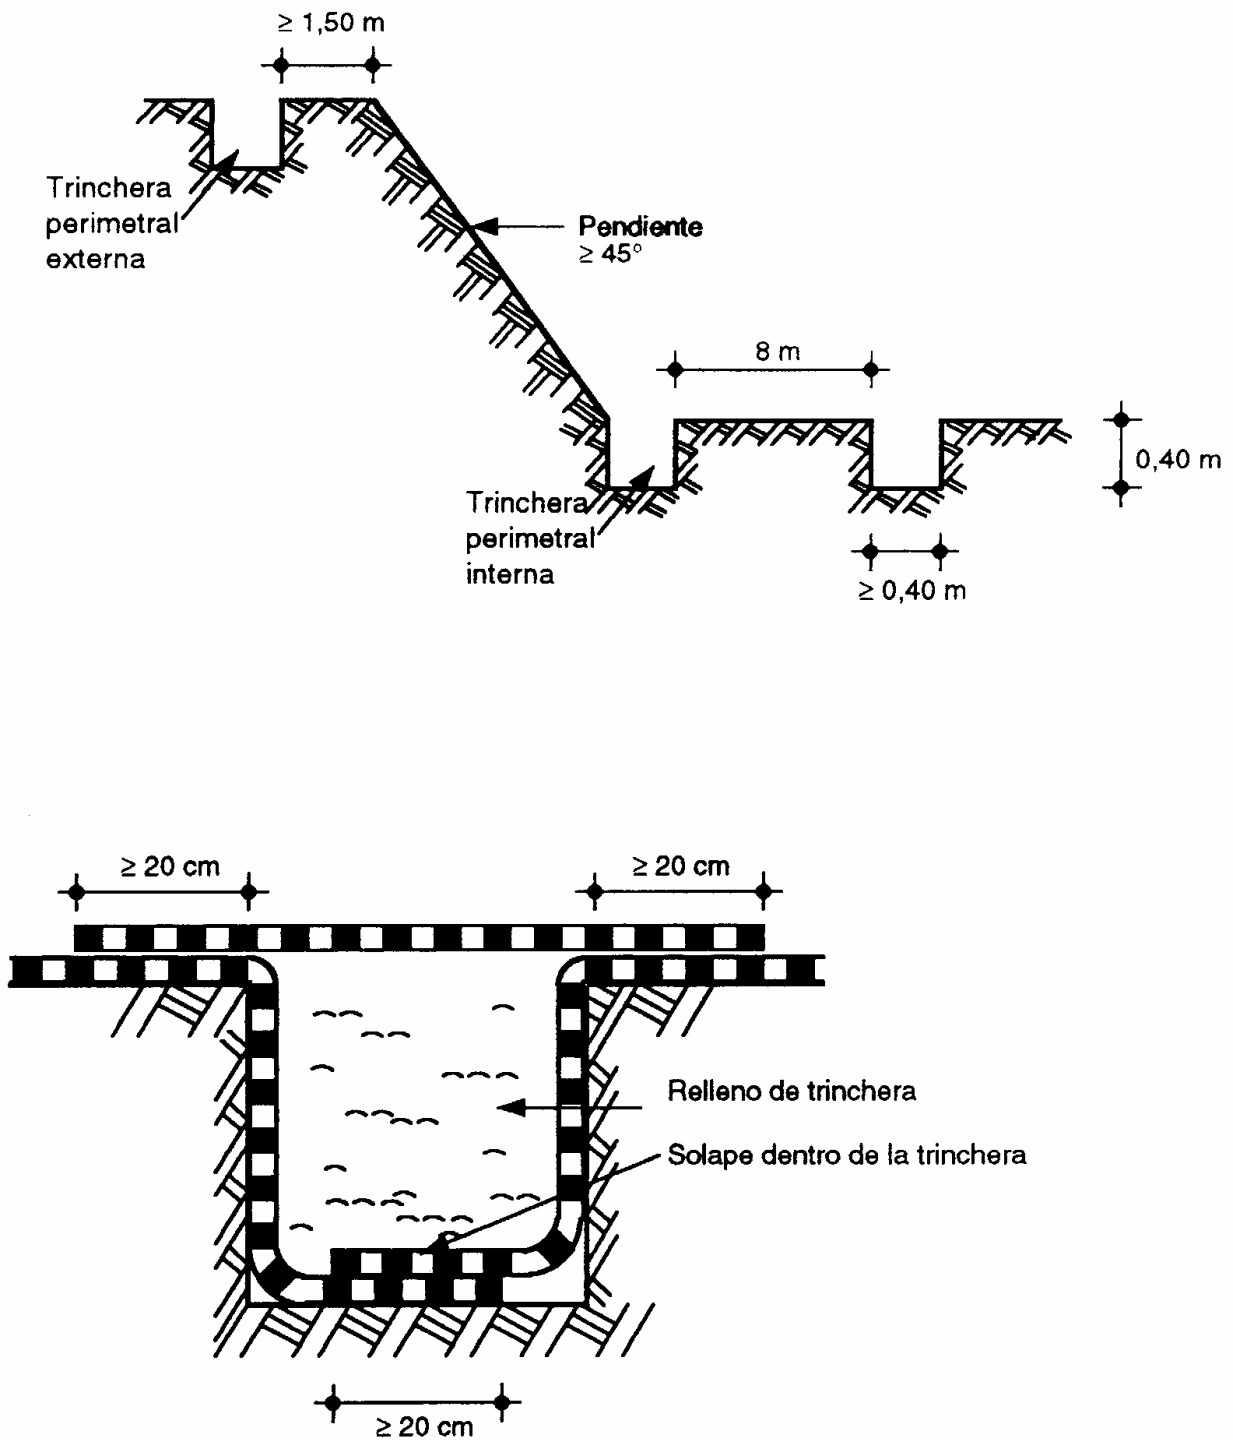 ≥ 1,50 m
Trinchera
perimetral
externa
Pendiente
≥ 45°
8 m
0,40 m
Trinchera
perimetral
interna
≥ 0,40 m
≥ 20 cm
≥ 20 cm
Relleno de trinchera
Solape dentro de la trinchera
≥ 20 cm